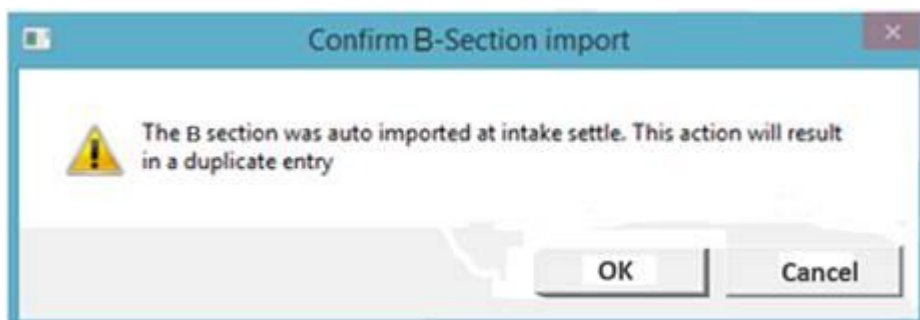 Confirm B-Section import
The B section was auto imported at intake settle. This action will result
in a duplicate entry
OK
Cancel